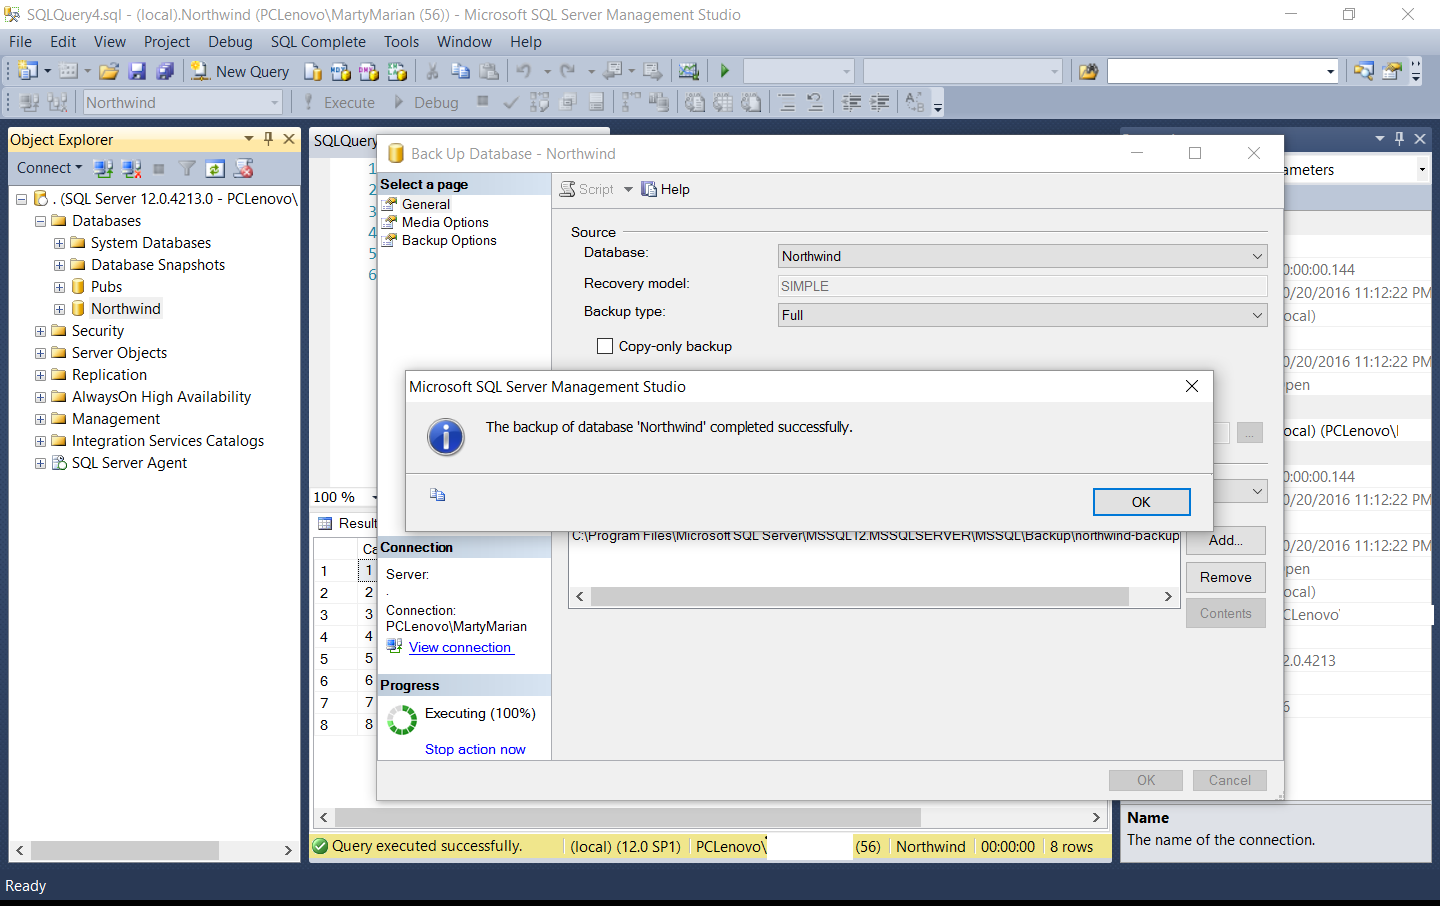 SQLQuery4.sql - (local).Northwind (PCLenovo\MartyMarian (56)) - Microsoft SQL Server Management Studio
File Edit View Project Debug SQL Complete Tools Window Help
New Query
Northwind Execute Debug
Object Explorer
Connect
. (SQL Server 12.0.4213.0 - PCLenovo\
Databases
System Databases
Database Snapshots
Pubs
Northwind
Security
Server Objects
Replication
AlwaysOn High Availability
Management
Integration Services Catalogs
SQL Server Agent
SQLQuery
1
2
3
4
5
6
100 %
Result
Ca
1 1
2 2
3 3
4 4
5 5
6 6
7 7
8 8
Back Up Database - Northwind
Select a page
General
Media Options
Backup Options
Script Help
Source
Database: Northwind
Recovery model: SIMPLE
Backup type: Full
Copy-only backup
...
Microsoft SQL Server Management Studio
The backup of database 'Northwind' completed successfully.
OK
C:\Program Files\Microsoft SQL Server\MSSQL12.MSSQLSERVER\MSSQL\Backup\northwind-backup
Add...
Remove
Contents
Connection
Server:
.
Connection:
PCLenovo\MartyMarian
View connection
Progress
Executing (100%)
Stop action now
OK Cancel
ameters
0:00:00.144
0/20/2016 11:12:22 PM
ocal)
0/20/2016 11:12:22 PM
pen
ocal) (PCLenovo\
0:00:00.144
0/20/2016 11:12:22 PM
0/20/2016 11:12:22 PM
pen
ocal)
CLenovo
2.0.4213
6
Name
The name of the connection.
Query executed successfully. (local) (12.0 SP1) PCLenovo\ (56) Northwind 00:00:00 8 rows
Ready